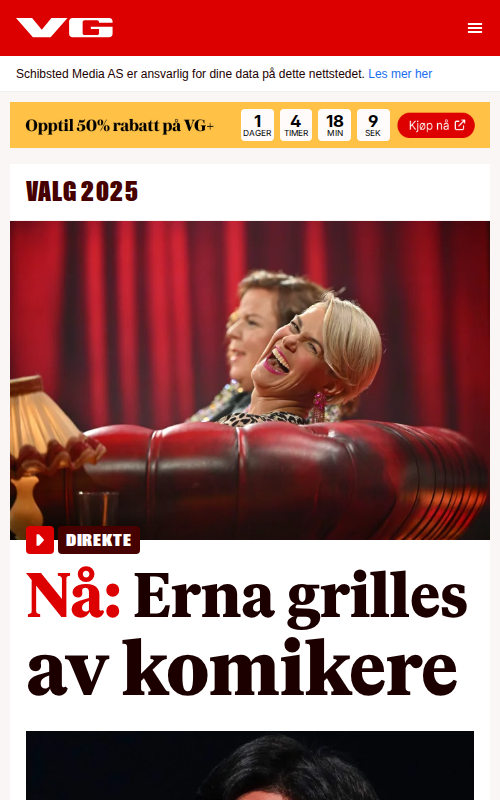 VG
Schibsted Media AS er ansvarlig for dine data på dette nettstedet. Les mer her
Opptil 50% rabatt på VG+
1 4 18 9
DAGER TIMER MIN SEK
Kjøp nå
VALG 2025
DIREKTE
Nå: Erna grilles
av komikere